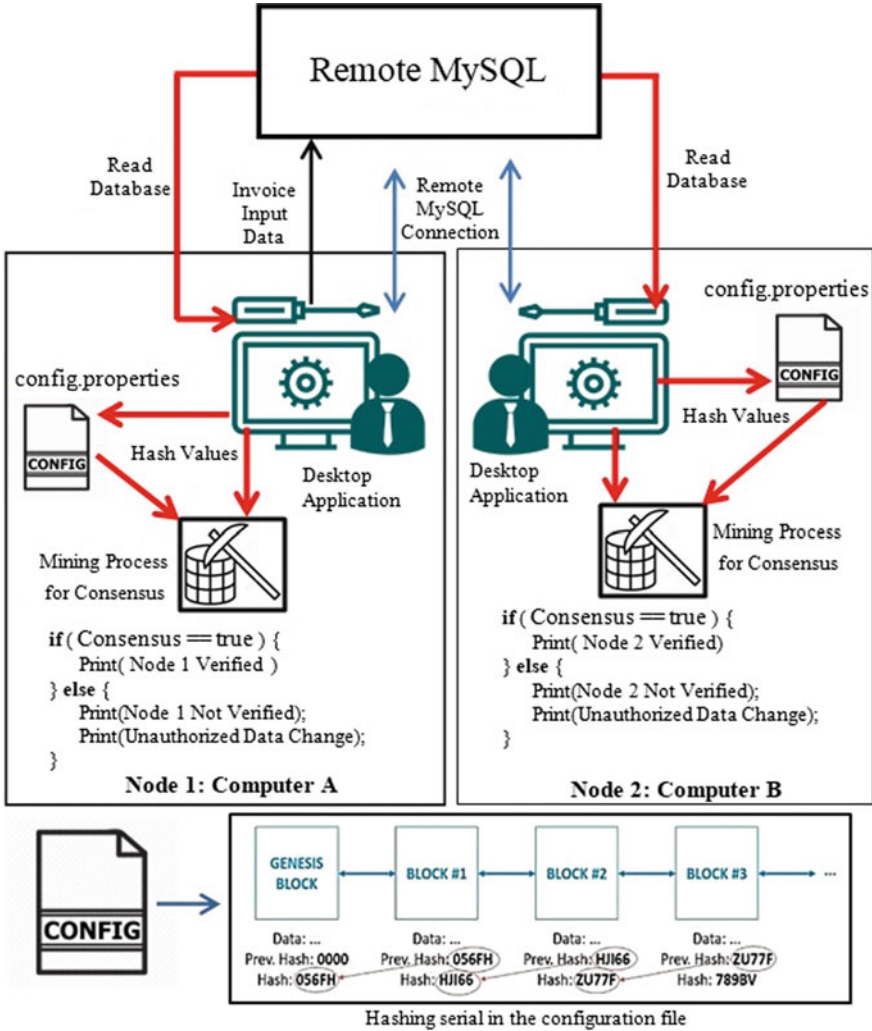 Remote MySQL
Read
Database
Invoice
Input
Data
Remote
MySQL
Connection
Read
Database
config.properties
CONFIG
Hash Values
Desktop
Application
Mining Process
for Consensus
if ( Consensus == true ) {
Print( Node 1 Verified )
} else {
Print(Node 1 Not Verified);
Print(Unauthorized Data Change);
}
Node 1: Computer A
config.properties
CONFIG
Hash Values
Desktop
Application
Mining Process
for Consensus
if ( Consensus == true ) {
Print( Node 2 Verified)
} else {
Print(Node 2 Not Verified);
Print(Unauthorized Data Change);
}
Node 2: Computer B
CONFIG
GENESIS
BLOCK
Data: ...
Prev. Hash: 0000
Hash: 056FH
BLOCK #1
Data: ...
Prev. Hash: 056FH
Hash: HJI66
BLOCK #2
Data: ...
Prev. Hash: HJI66
Hash: ZU77F
BLOCK #3
Data: ...
Prev. Hash: ZU77F
Hash: 789BV
...
Hashing serial in the configuration file